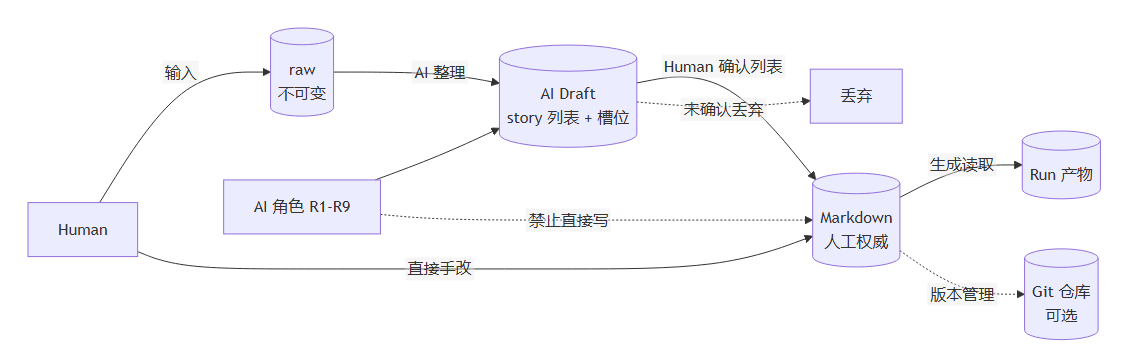 输入
raw
不可变
AI 整理
AI Draft
story 列表 + 槽位
Human 确认列表
未确认丢弃
丢弃
生成读取
Run 产物
AI 角色 R1-R9
禁止直接写
Markdown
人工权威
Human
直接手改
版本管理
Git 仓库
可选